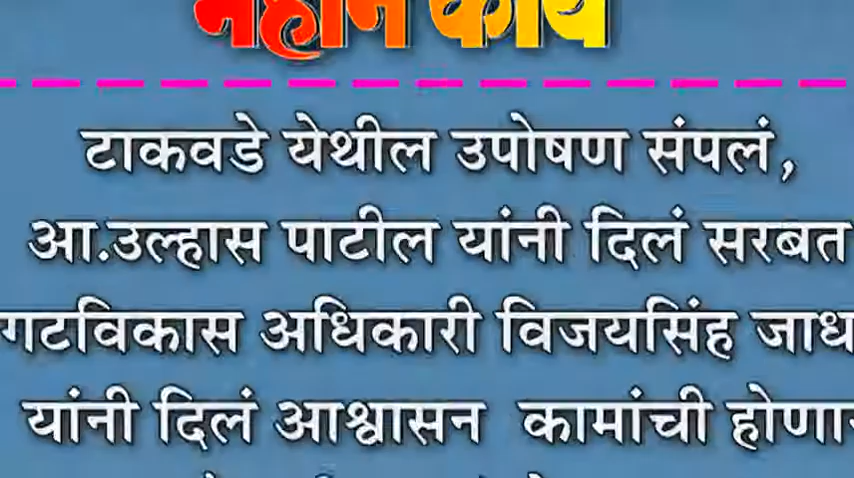 महान कार्य
टाकवडे येथील उपोषण संपलं,
आ.उल्हास पाटील यांनी दिलं सरबत
गटविकास अधिकारी विजयसिंह
यांनी दिलं आश्वासन कामांची